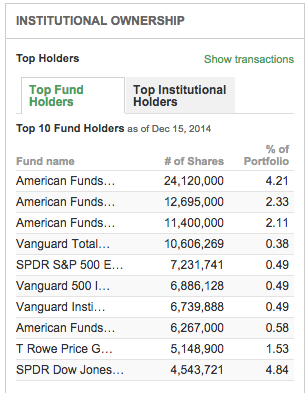 INSTITUTIONAL OWNERSHIP
Top Holders Show transactions
Top Fund Holders
Top Institutional Holders
Top 10 Fund Holders as of Dec 15, 2014
Fund name # of Shares % of Portfolio
American Funds... 24,120,000 4.21
American Funds... 12,695,000 2.33
American Funds... 11,400,000 2.11
Vanguard Total... 10,606,269 0.38
SPDR S&P 500 E... 7,231,741 0.49
Vanguard 500 I... 6,886,128 0.49
Vanguard Insti... 6,739,888 0.49
American Funds... 6,267,000 0.58
T Rowe Price G... 5,148,900 1.53
SPDR Dow Jones... 4,543,721 4.84